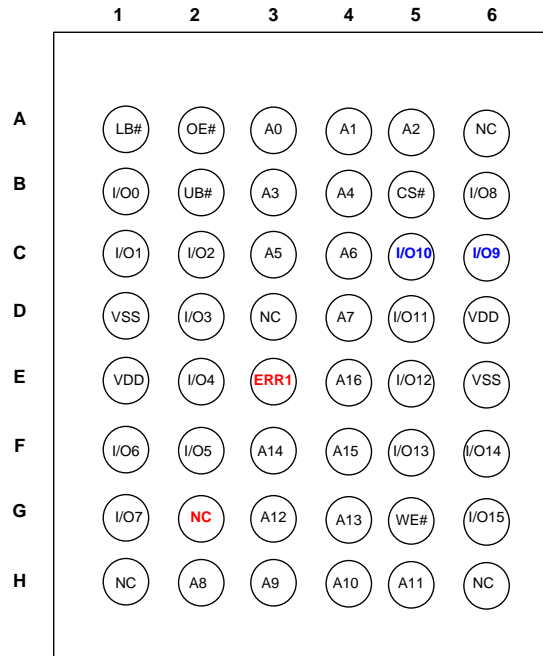 1 2 3 4 5 6
A LB# OE# A0 A1 A2 NC
B I/O0 UB# A3 A4 CS# I/O8
C I/O1 I/O2 A5 A6 I/O10 I/O9
D VSS I/O3 NC A7 I/O11 VDD
E VDD I/O4 ERR1 A16 I/O12 VSS
F I/O6 I/O5 A14 A15 I/O13 I/O14
G I/O7 NC A12 A13 WE# I/O15
H NC A8 A9 A10 A11 NC